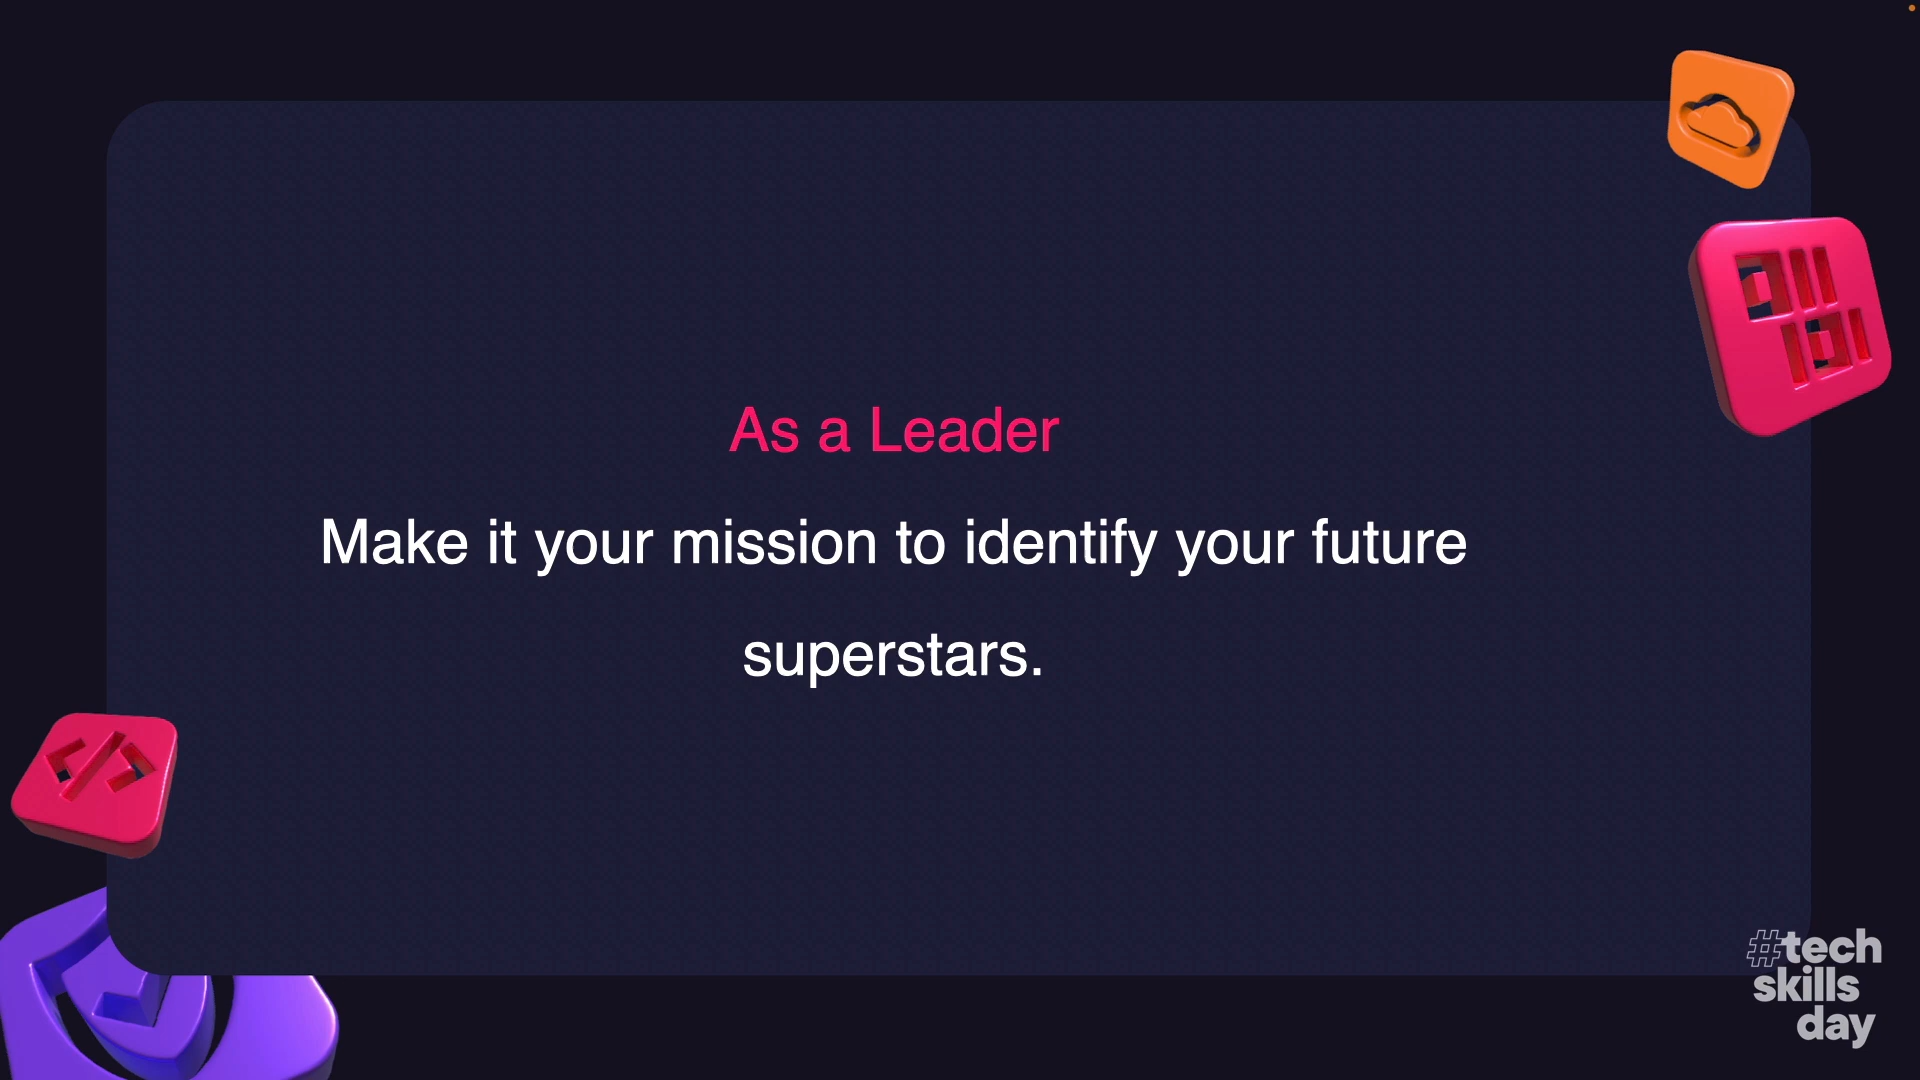 As a Leader
Make it your mission to identify your future
superstars.
#tech
skills
day